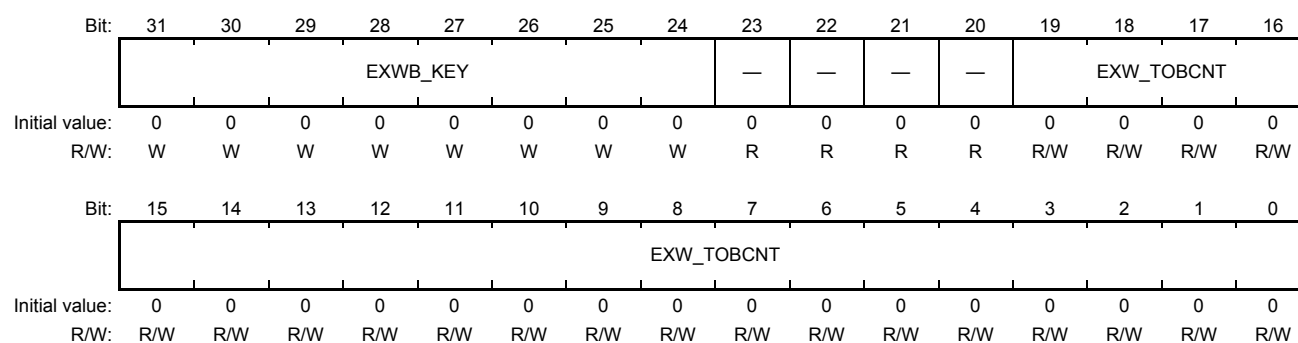 Bit: 31 30 29 28 27 26 25 24 23 22 21 20 19 18 17 16
EXWB_KEY — — — — EXW_TOBCNT
Initial value: 0 0 0 0 0 0 0 0 0 0 0 0 0 0 0 0
R/W: W W W W W W W W R R R R R/W R/W R/W R/W
Bit: 15 14 13 12 11 10 9 8 7 6 5 4 3 2 1 0
EXW_TOBCNT
Initial value: 0 0 0 0 0 0 0 0 0 0 0 0 0 0 0 0
R/W: R/W R/W R/W R/W R/W R/W R/W R/W R/W R/W R/W R/W R/W R/W R/W R/W